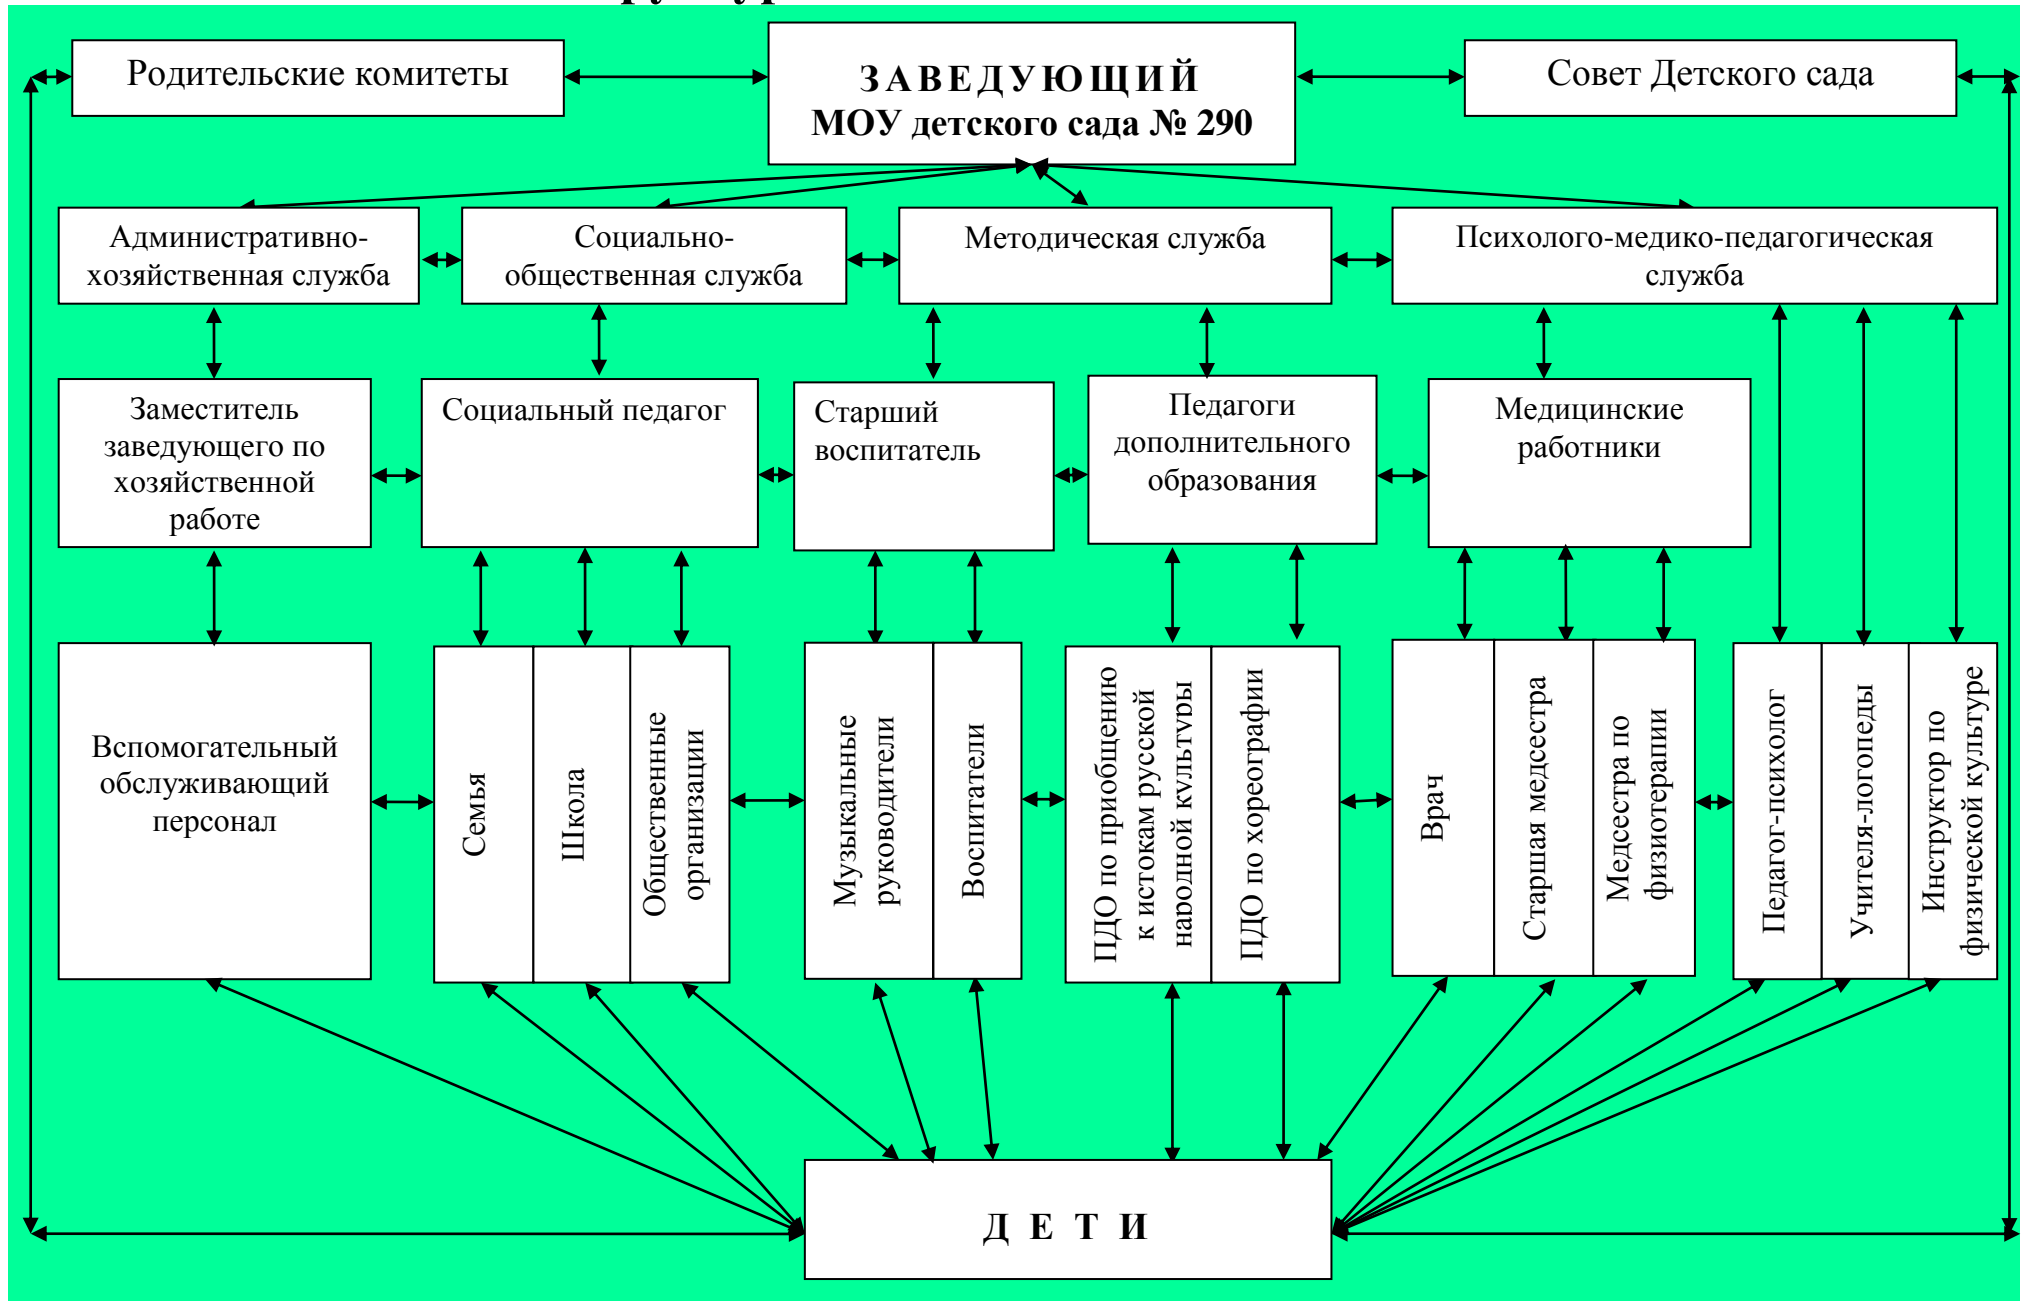 Родительские комитеты
ЗАВЕДУЮЩИЙ
МОУ детского сада № 290
Совет Детского сада
Административно-
хозяйственная служба
Социально-
общественная служба
Методическая служба
Психолого-медико-педагогическая
служба
Заместитель
заведующего по
хозяйственной
работе
Социальный педагог
Старший
воспитатель
Педагоги
дополнительного
образования
Медицинские
работники
Вспомогательный
обслуживающий
персонал
Семья
Школа
Общественные
организации
Музыкальные
руководители
Воспитатели
ПДО по приобщению
к истокам русской
народной культуры
ПДО по хореографии
Врач
Старшая медсестра
Медсестра по
физиотерапии
Педагог-психолог
Учителя-логопеды
Инструктор по
физической культуре
Д Е Т И